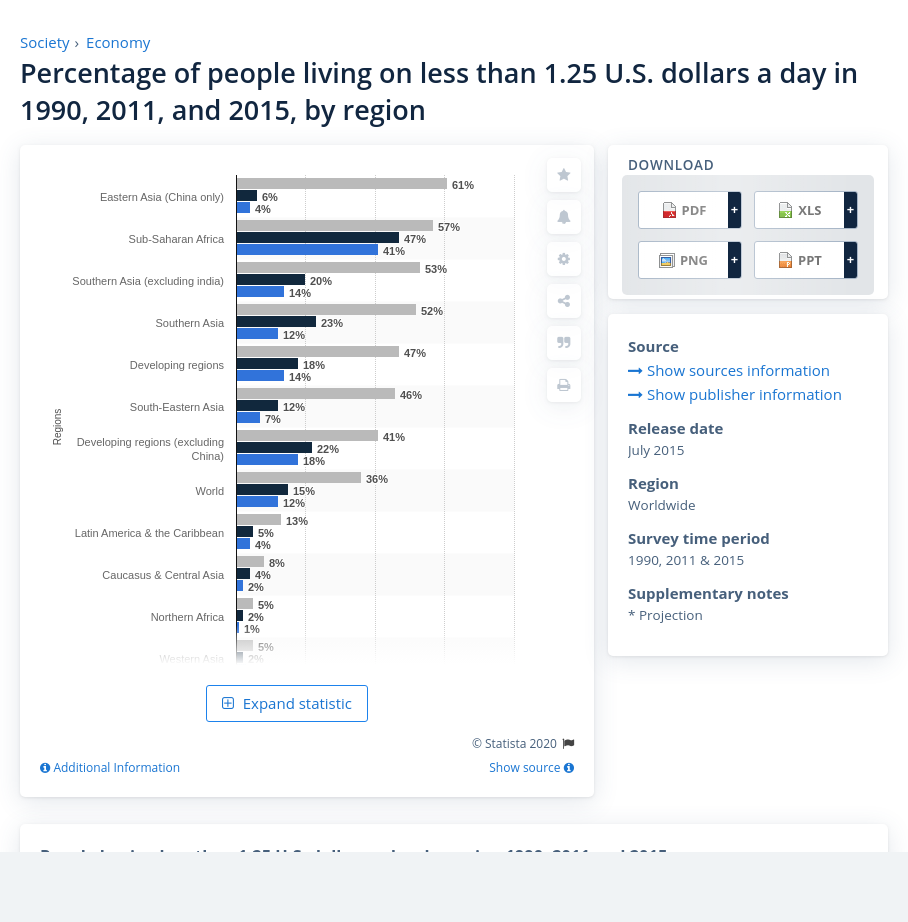 Society › Economy
Percentage of people living on less than 1.25 U.S. dollars a day in
1990, 2011, and 2015, by region
Regions
Eastern Asia (China only)
61%
6%
4%
Sub-Saharan Africa
57%
47%
41%
Southern Asia (excluding india)
53%
20%
14%
Southern Asia
52%
23%
12%
Developing regions
47%
18%
14%
South-Eastern Asia
46%
12%
7%
Developing regions (excluding
China)
41%
22%
18%
World
36%
15%
12%
Latin America & the Caribbean
13%
5%
4%
Caucasus & Central Asia
8%
4%
2%
Northern Africa
5%
2%
1%
Western Asia
5%
2%
Expand statistic
© Statista 2020
Additional Information
Show source
DOWNLOAD
PDF +
XLS +
PNG +
PPT +
Source
Show sources information
Show publisher information
Release date
July 2015
Region
Worldwide
Survey time period
1990, 2011 & 2015
Supplementary notes
* Projection